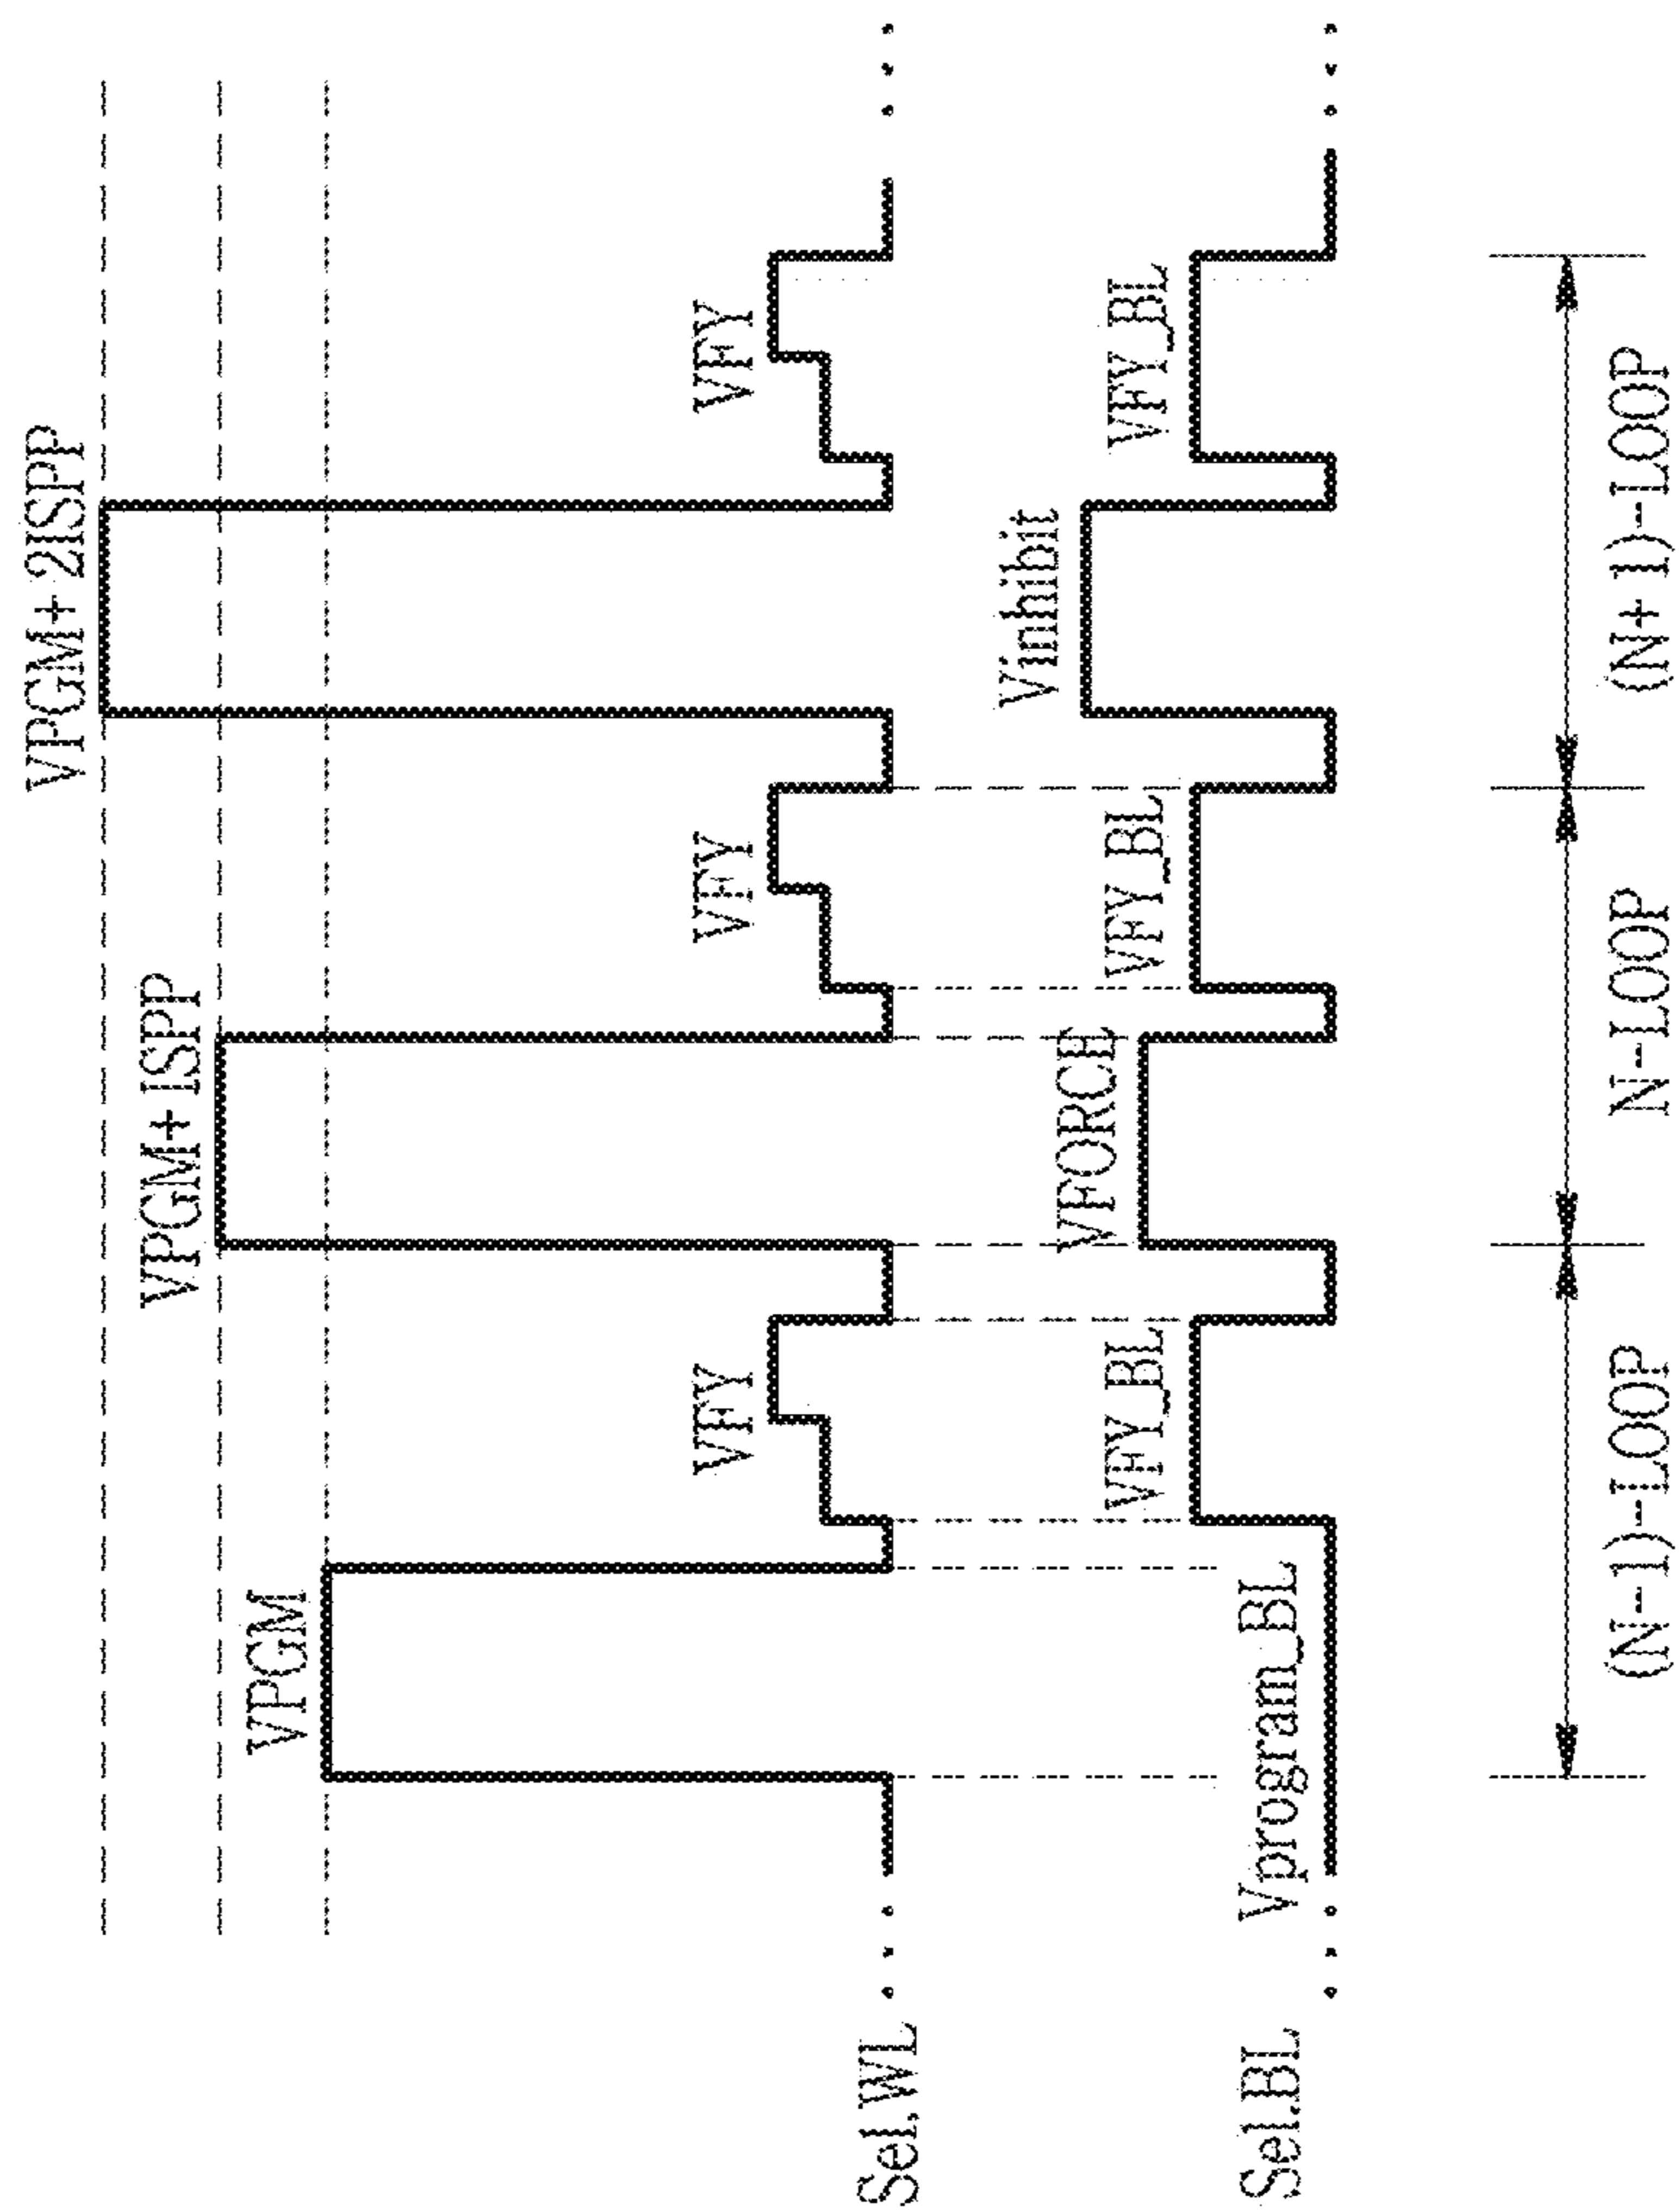 VPGM+2ISPP
VPGM+ISPP
VPGM
VFY
VFY
VFY
Sel.WL
Vinhibit
VFORCE
VFY_BL
VFY_BL
VFY_BL
Vprogram_BL
Sel.BL
(N-1)-LOOP
N-LOOP
(N+1)-LOOP